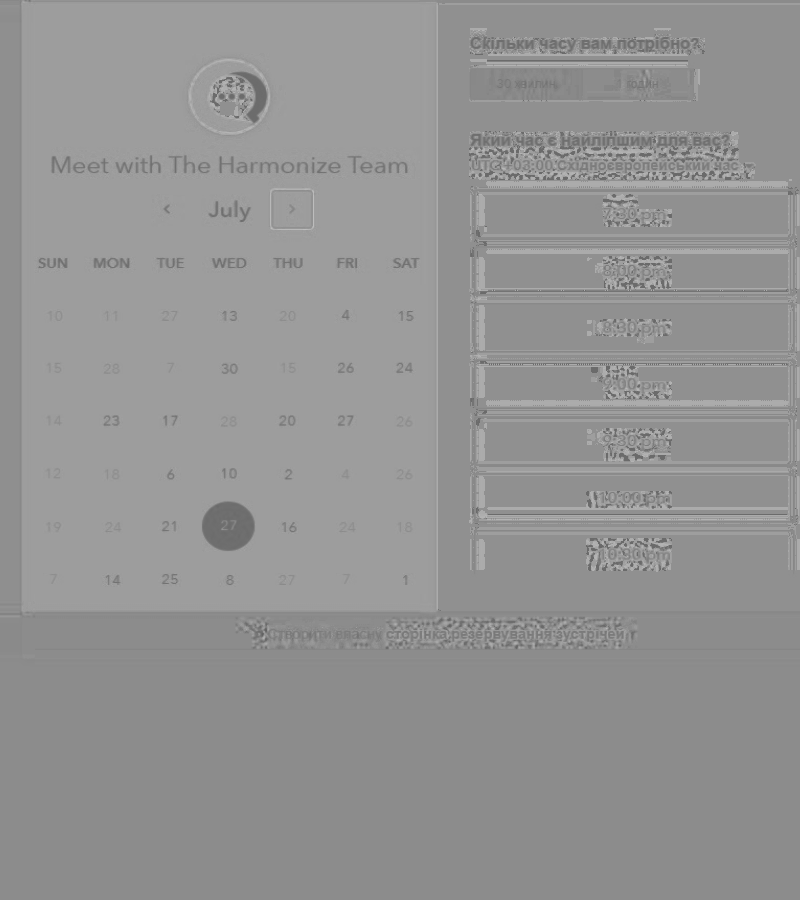 Meet with The Harmonize Team
July
SUN MON TUE WED THU FRI SAT
10 11 27 13 20 4 15
15 28 7 30 15 26 24
14 23 17 28 20 27 26
12 18 6 10 2 4 26
19 24 21 27 16 24 18
7 14 25 8 27 7 1
Скільки часу вам потрібно?
30 хвилин 1 годин
Який час є найліпшим для вас?
UTC+03:00 Східноєвропейський час
7:30 pm
8:00 pm
8:30 pm
9:00 pm
9:30 pm
10:00 pm
10:30 pm
Створити власну сторінка резервування зустрічей